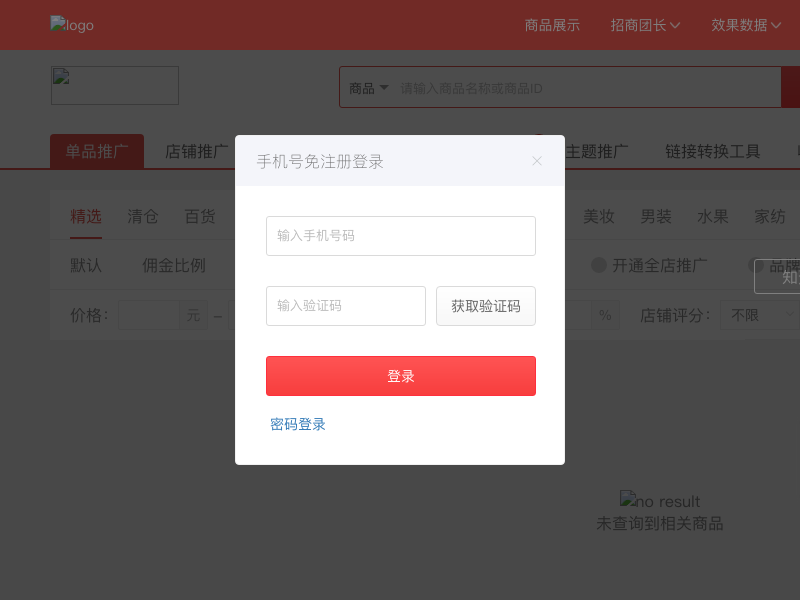 logo
商品展示 招商团长 效果数据
商品 请输入商品名称或商品ID
单品推广 店铺推广 主题推广 链接转换工具
手机号免注册登录 ×
精选 清仓 百货 美妆 男装 水果 家纺
输入手机号码
默认 佣金比例 开通全店推广 品牌
输入验证码 获取验证码
价格: 元 – % 店铺评分: 不限
登录
密码登录
no result
未查询到相关商品